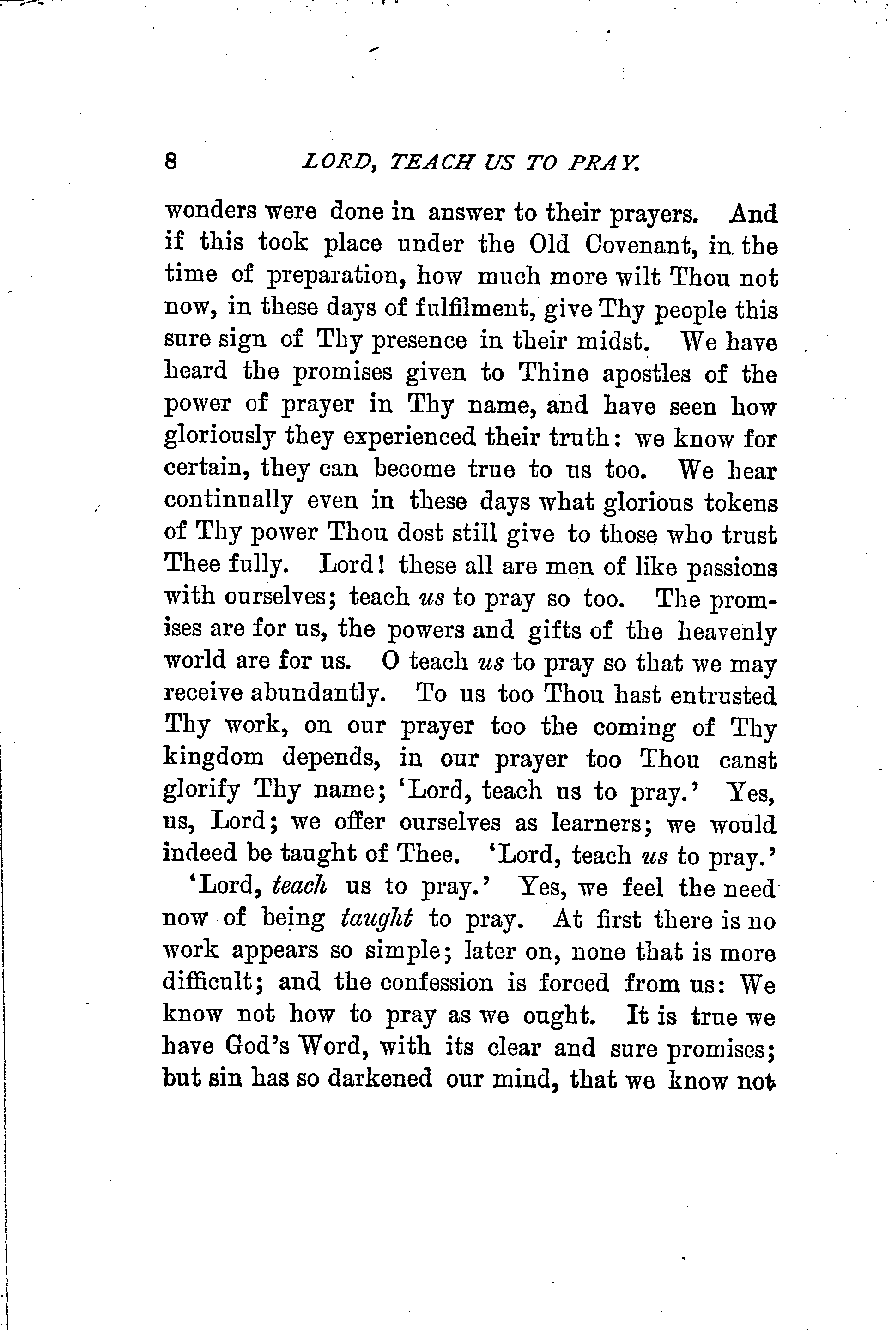 8 LORD, TEACH US TO PRAY.
wonders were done in answer to their prayers. And
if this took place under the Old Covenant, in the
time of preparation, how much more wilt Thou not
now, in these days of fulfilment, give Thy people this
sure sign of Thy presence in their midst. We have
heard the promises given to Thine apostles of the
power of prayer in Thy name, and have seen how
gloriously they experienced their truth: we know for
certain, they can become true to us too. We hear
continually even in these days what glorious tokens
of Thy power Thou dost still give to those who trust
Thee fully. Lord! these all are men of like passions
with ourselves; teach us to pray so too. The prom-
ises are for us, the powers and gifts of the heavenly
world are for us. O teach us to pray so that we may
receive abundantly. To us too Thou hast entrusted
Thy work, on our prayer too the coming of Thy
kingdom depends, in our prayer too Thou canst
glorify Thy name; 'Lord, teach us to pray.' Yes,
us, Lord; we offer ourselves as learners; we would
indeed be taught of Thee. 'Lord, teach us to pray.'
'Lord, teach us to pray.' Yes, we feel the need
now of being taught to pray. At first there is no
work appears so simple; later on, none that is more
difficult; and the confession is forced from us: We
know not how to pray as we ought. It is true we
have God's Word, with its clear and sure promises;
but sin has so darkened our mind, that we know not